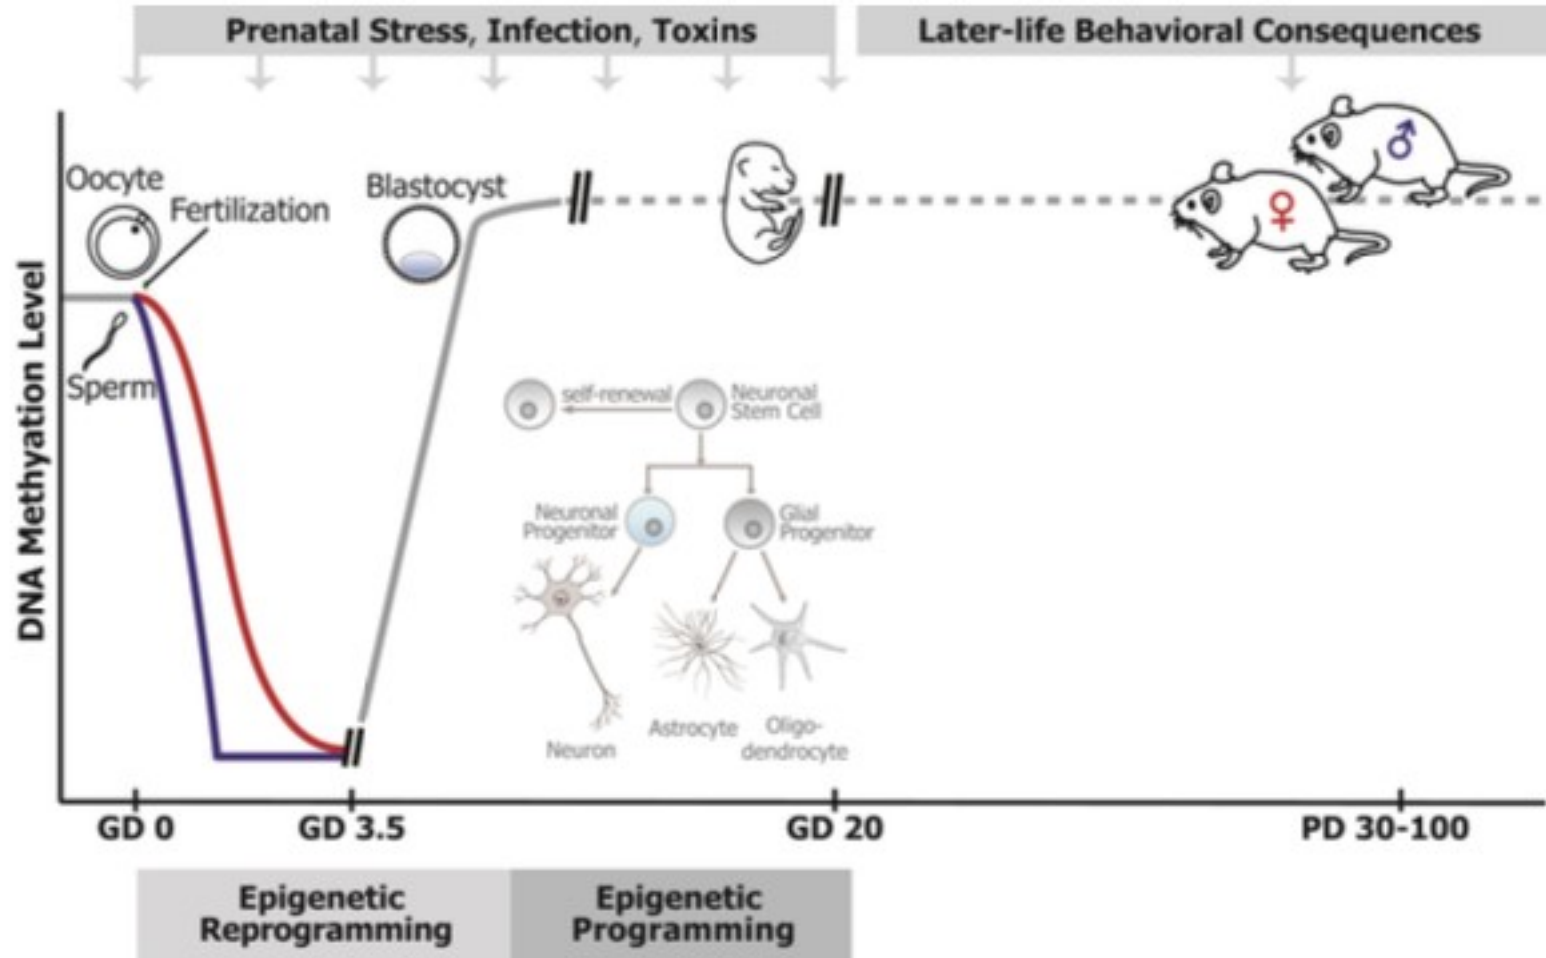 Prenatal Stress, Infection, Toxins
Later-life Behavioral Consequences
Oocyte
Fertilization
Sperm
Blastocyst
♂
♀
DNA Methyation Level
self-renewal
Neuronal
Stem Cell
Neuronal
Progenitor
Glial
Progenitor
Neuron
Astrocyte
Oligo-
dendrocyte
GD 0
GD 3.5
GD 20
PD 30-100
Epigenetic
Reprogramming
Epigenetic
Programming